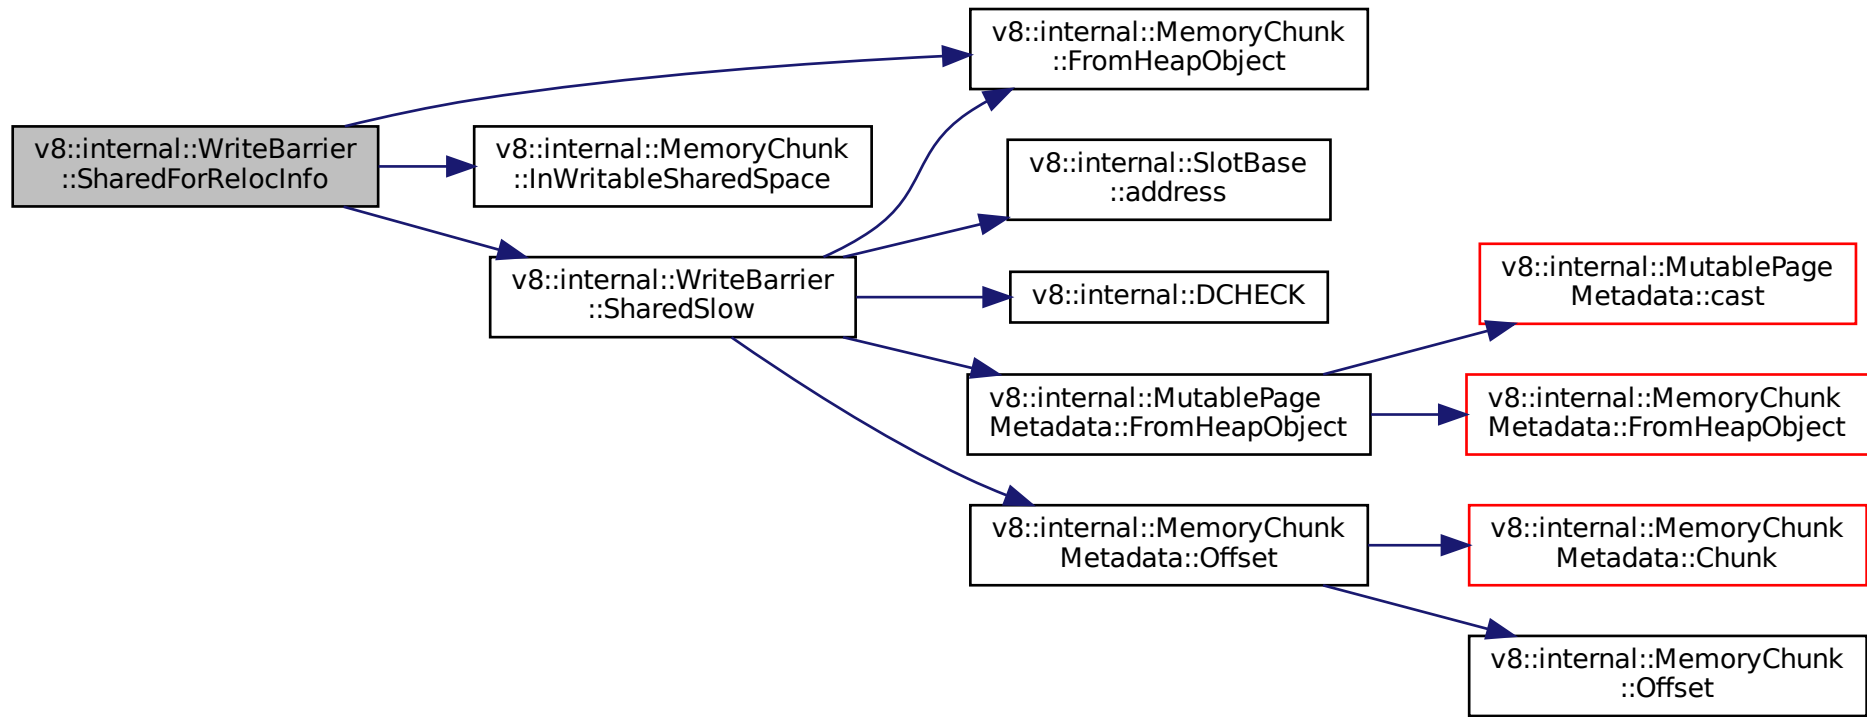 v8::internal::WriteBarrier
::SharedForRelocInfo
v8::internal::MemoryChunk
::FromHeapObject
v8::internal::MemoryChunk
::InWritableSharedSpace
v8::internal::WriteBarrier
::SharedSlow
v8::internal::SlotBase
::address
v8::internal::DCHECK
v8::internal::MutablePage
Metadata::FromHeapObject
v8::internal::MutablePage
Metadata::cast
v8::internal::MemoryChunk
Metadata::FromHeapObject
v8::internal::MemoryChunk
Metadata::Offset
v8::internal::MemoryChunk
Metadata::Chunk
v8::internal::MemoryChunk
::Offset